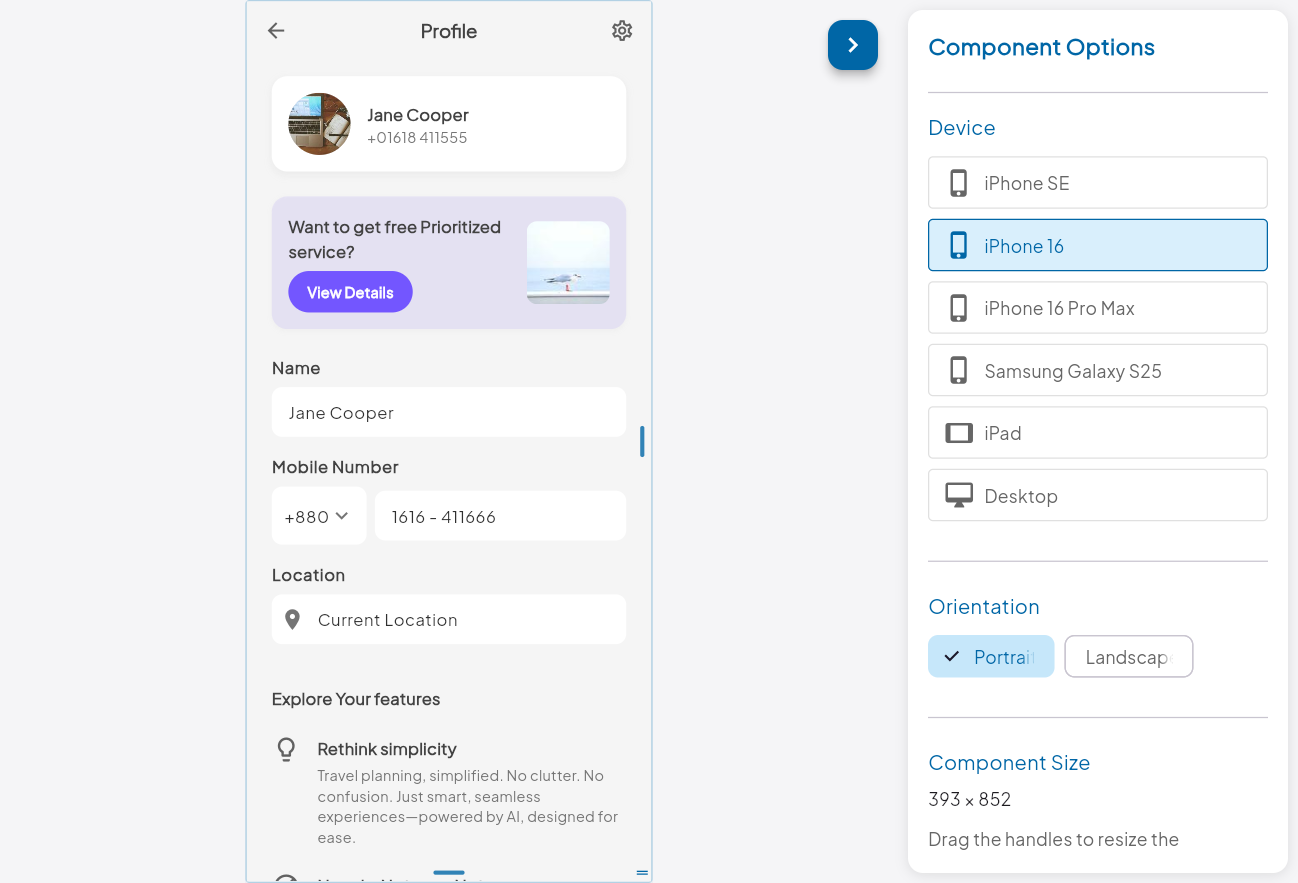 Profile
Jane Cooper
+01618 411555
Want to get free Prioritized
service?
View Details
Name
Jane Cooper
Mobile Number
+880
1616 - 411666
Location
Current Location
Explore Your features
Rethink simplicity
Travel planning, simplified. No clutter. No
confusion. Just smart, seamless
experiences—powered by AI, designed for
ease.
Component Options
Device
iPhone SE
iPhone 16
iPhone 16 Pro Max
Samsung Galaxy S25
iPad
Desktop
Orientation
Portrait
Landscape
Component Size
393 × 852
Drag the handles to resize the